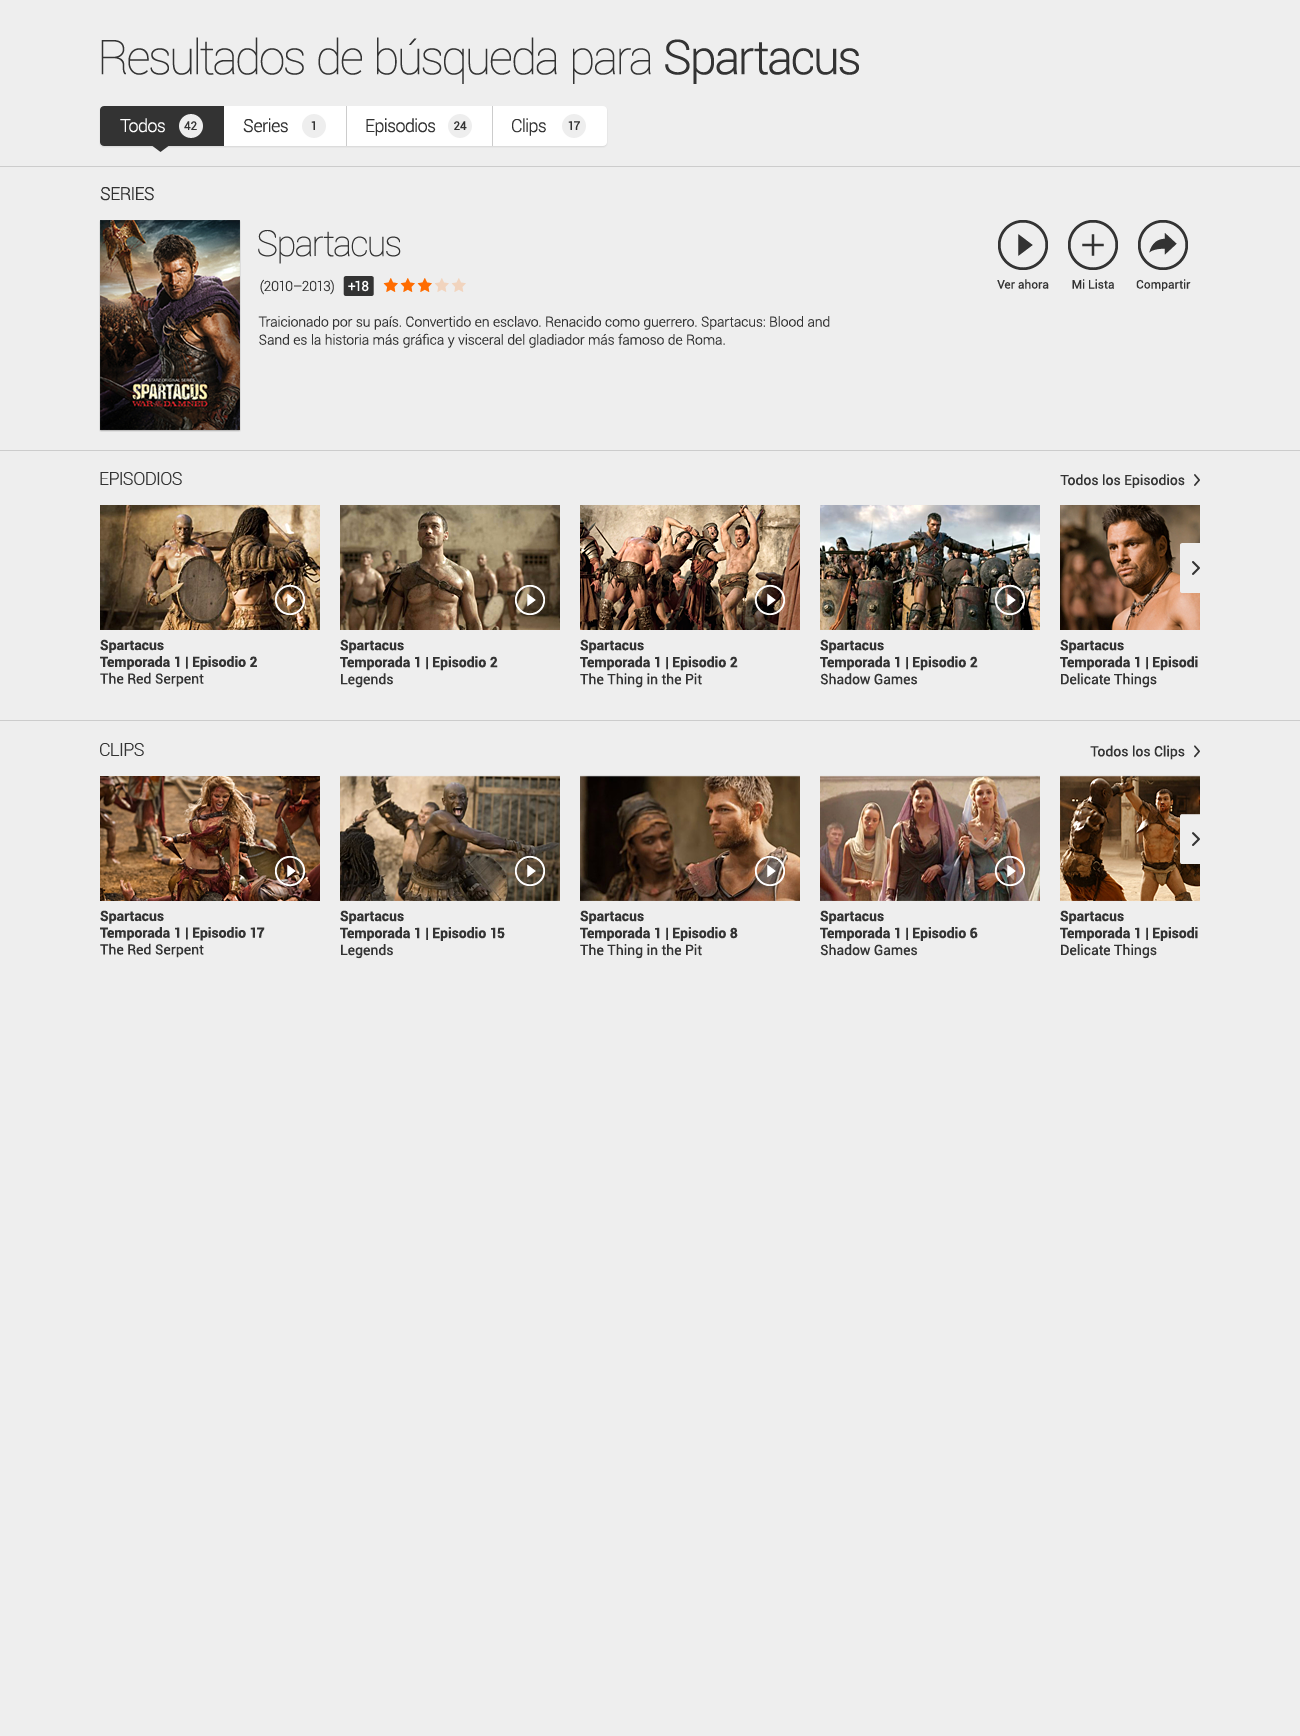 Resultados de búsqueda para Spartacus
Todos 42 Series 1 Episodios 24 Clips 17
SERIES
Spartacus
(2010–2013) +18
Ver ahora Mi Lista Compartir
Traicionado por su país. Convertido en esclavo. Renacido como guerrero. Spartacus: Blood and
Sand es la historia más gráfica y visceral del gladiador más famoso de Roma.
A STARZ ORIGINAL SERIES
SPARTACUS
WAR OF THE DAMNED
EPISODIOS
Todos los Episodios
Spartacus
Temporada 1 | Episodio 2
The Red Serpent
Spartacus
Temporada 1 | Episodio 2
Legends
Spartacus
Temporada 1 | Episodio 2
The Thing in the Pit
Spartacus
Temporada 1 | Episodio 2
Shadow Games
Spartacus
Temporada 1 | Episodi
Delicate Things
CLIPS
Todos los Clips
Spartacus
Temporada 1 | Episodio 17
The Red Serpent
Spartacus
Temporada 1 | Episodio 15
Legends
Spartacus
Temporada 1 | Episodio 8
The Thing in the Pit
Spartacus
Temporada 1 | Episodio 6
Shadow Games
Spartacus
Temporada 1 | Episodi
Delicate Things